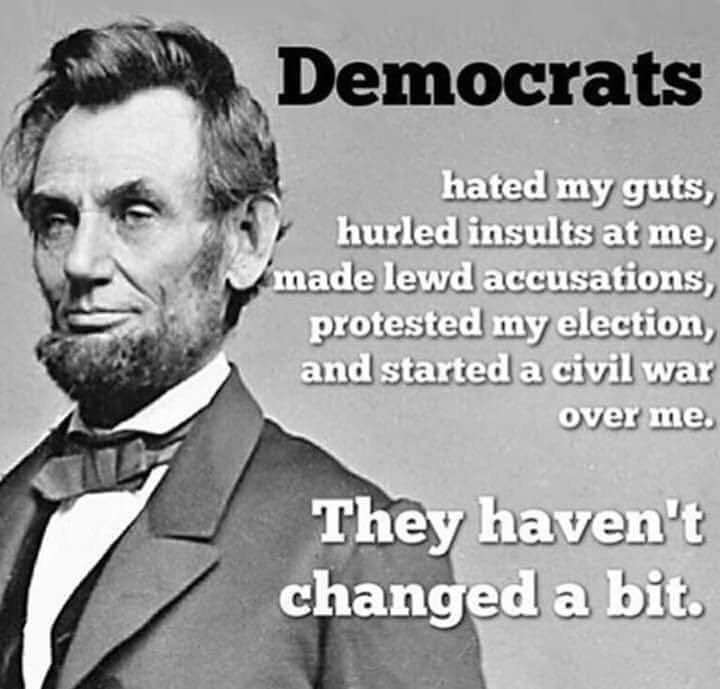 Democrats
hated my guts,
hurled insults at me,
made lewd accusations,
protested my election,
and started a civil war
over me.
They haven't
changed a bit.